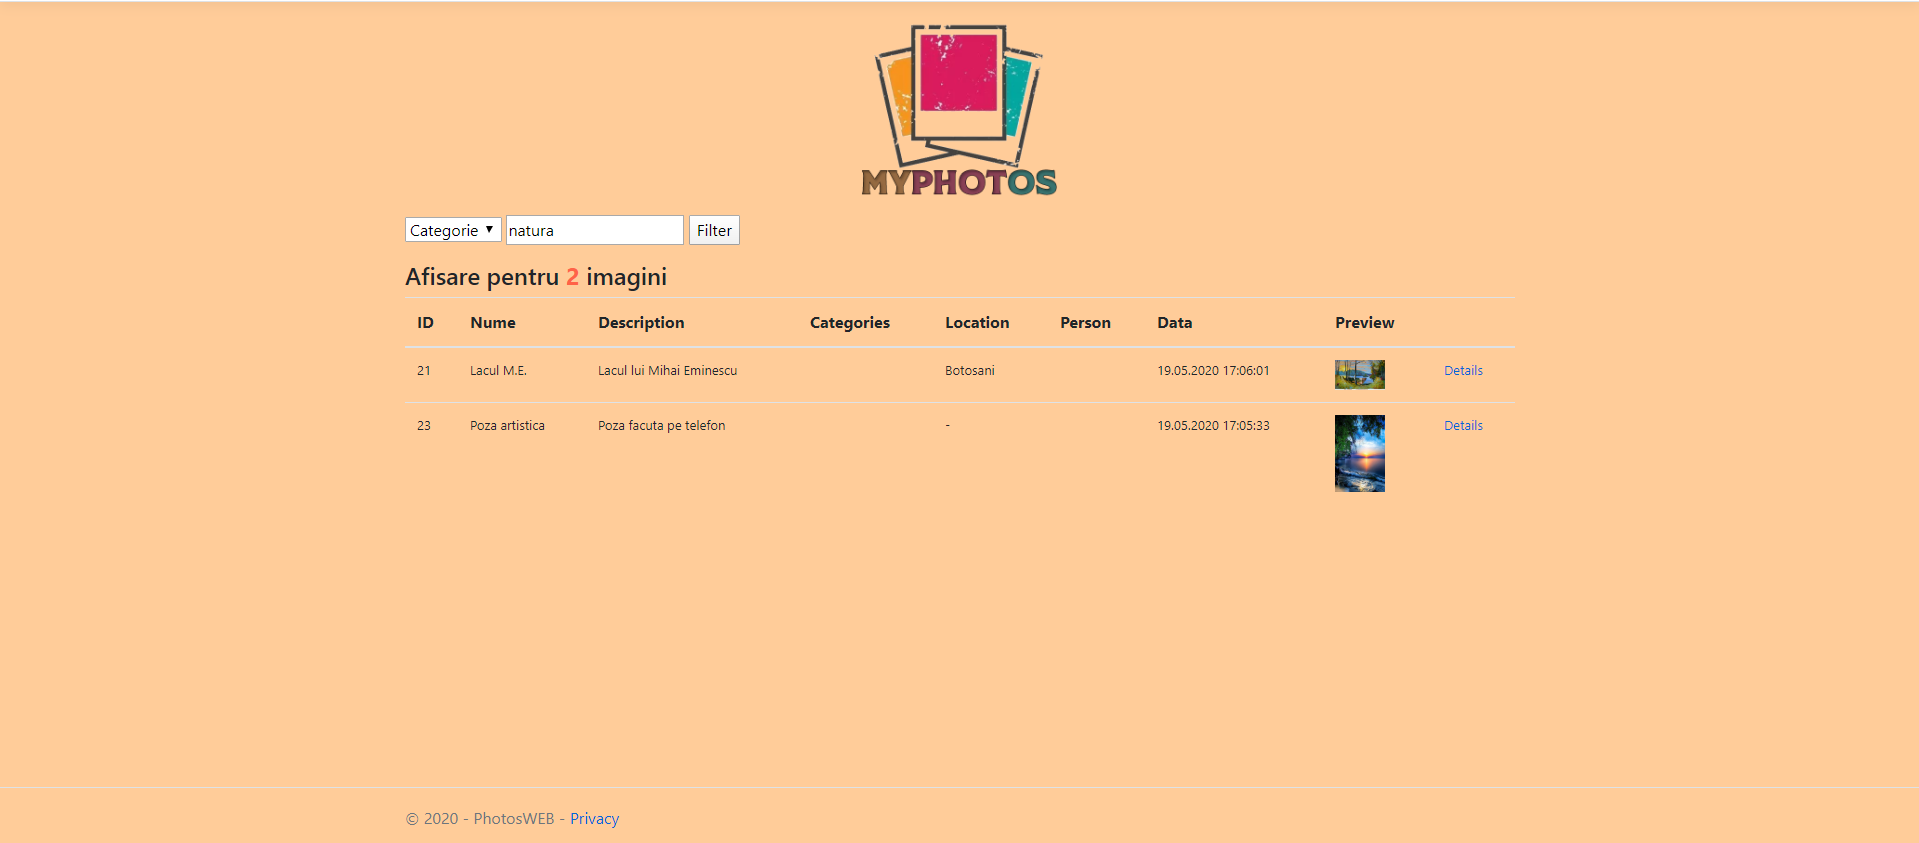 MYPHOTOS
Categorie natura Filter
Afisare pentru 2 imagini
ID Nume Description Categories Location Person Data Preview
21 Lacul M.E. Lacul lui Mihai Eminescu Botosani 19.05.2020 17:06:01 Details
23 Poza artistica Poza facuta pe telefon - 19.05.2020 17:05:33 Details
© 2020 - PhotosWEB - Privacy